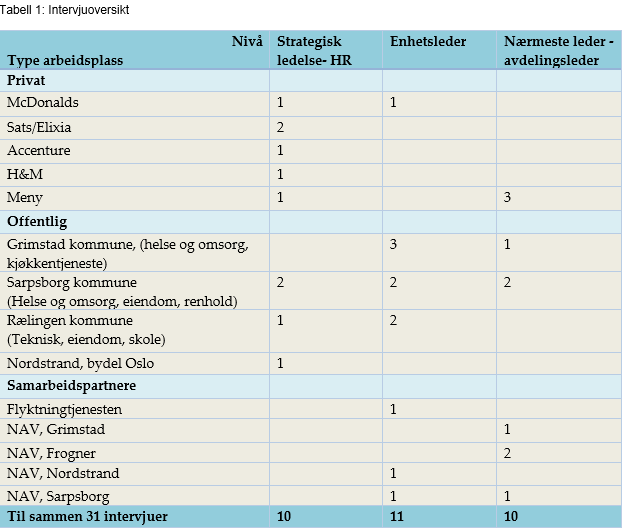 Tabell 1: Intervjuoversikt
Nivå Strategisk Enhetsleder Nærmeste leder -
Type arbeidsplass ledelse- HR avdelingsleder
Privat
McDonalds 1 1
Sats/Elixia 2
Accenture 1
H&M 1
Meny 1 3
Offentlig
Grimstad kommune, (helse og omsorg, 3 1
kjøkkentjeneste)
Sarpsborg kommune 2 2 2
(Helse og omsorg, eiendom, renhold)
Rælingen kommune 1 2
(Teknisk, eiendom, skole)
Nordstrand, bydel Oslo 1
Samarbeidspartnere
Flyktningtjenesten 1
NAV, Grimstad 1
NAV, Frogner 2
NAV, Nordstrand 1
NAV, Sarpsborg 1 1
Til sammen 31 intervjuer 10 11 10